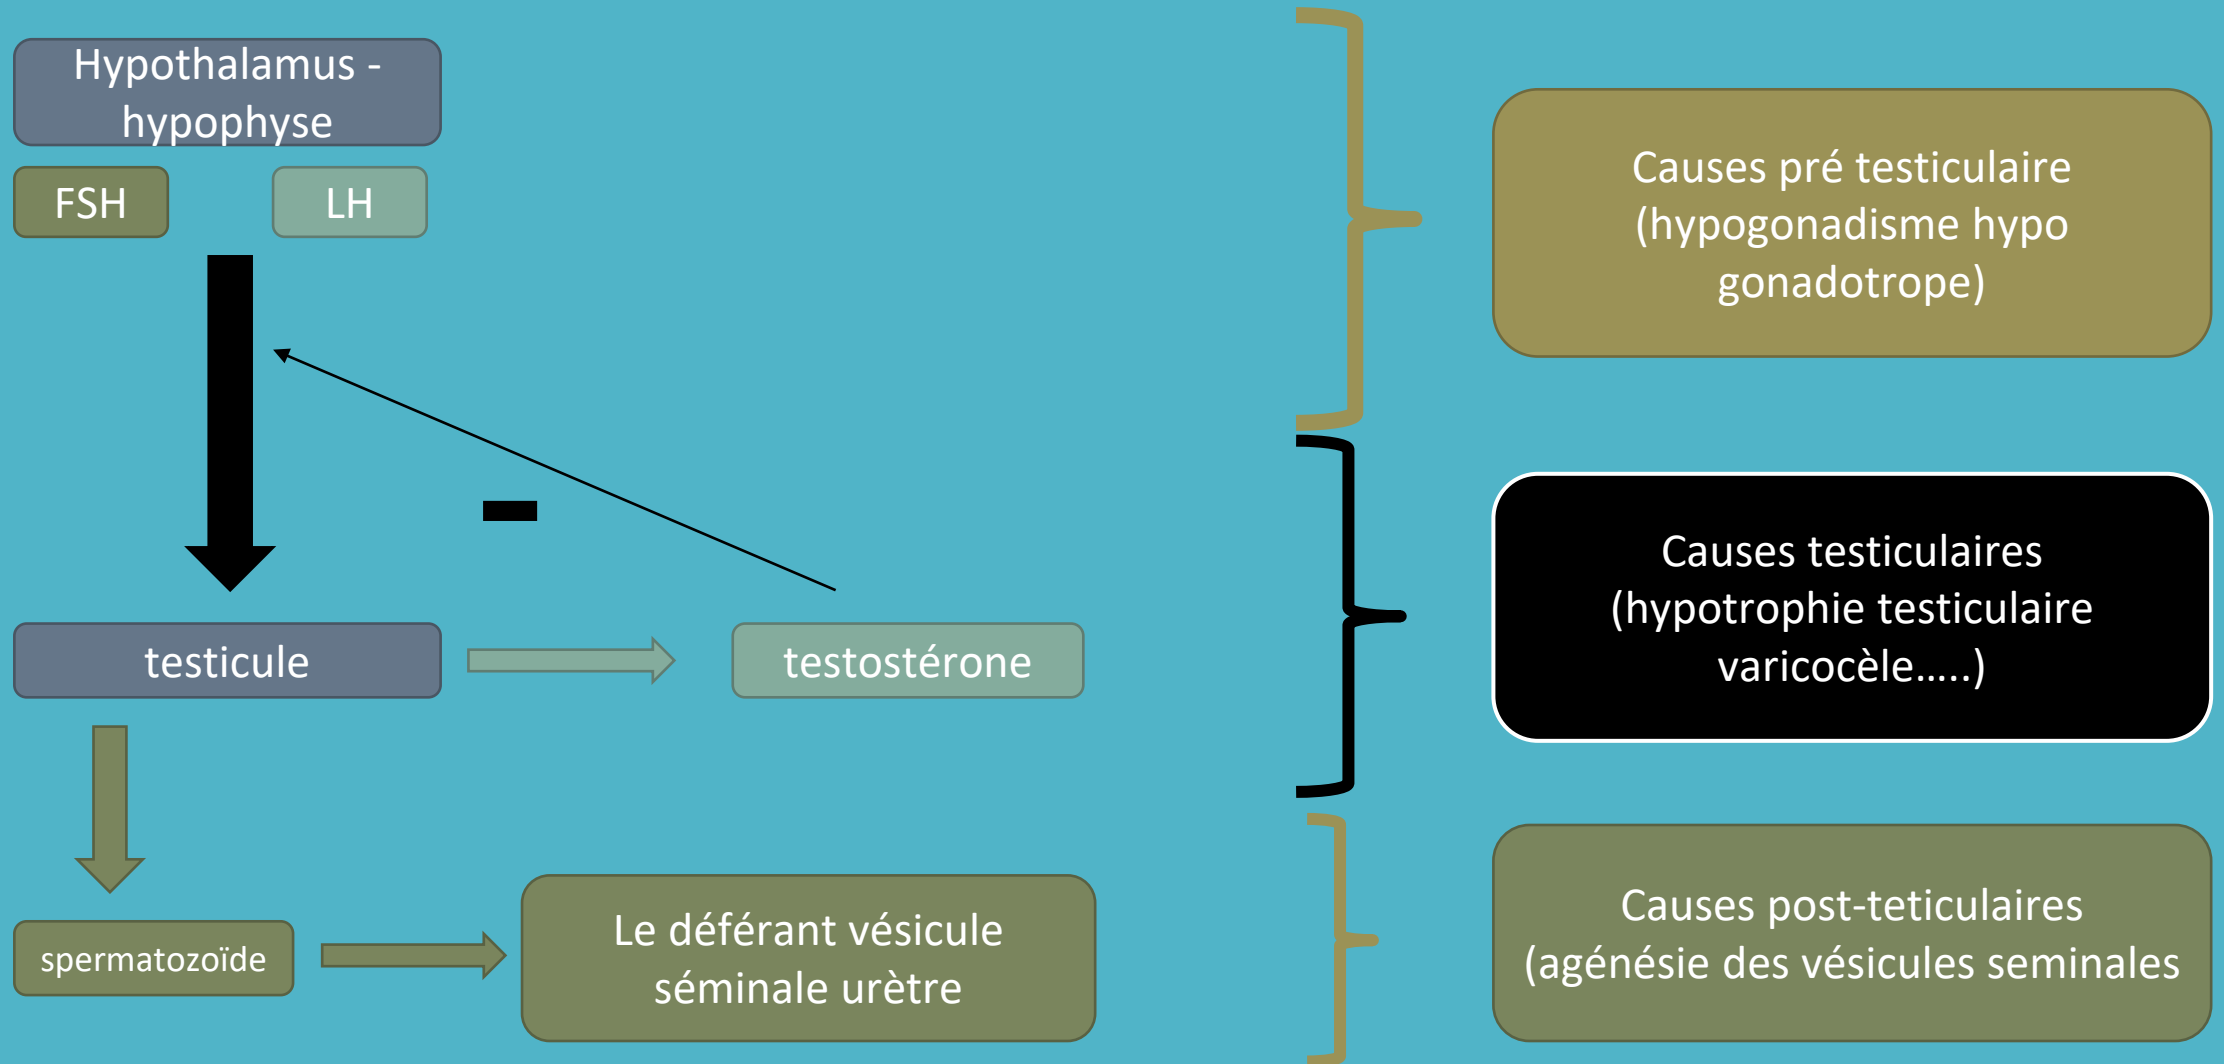 Hypothalamus -
hypophyse
FSH
LH
Causes pré testiculaire
(hypogonadisme hypo
gonadotrope)
-
testicule
testostérone
Causes testiculaires
(hypotrophie testiculaire
varicocèle.....)
spermatozoïde
Le déférant vésicule
séminale urètre
Causes post-teticulaires
(agénésie des vésicules seminales